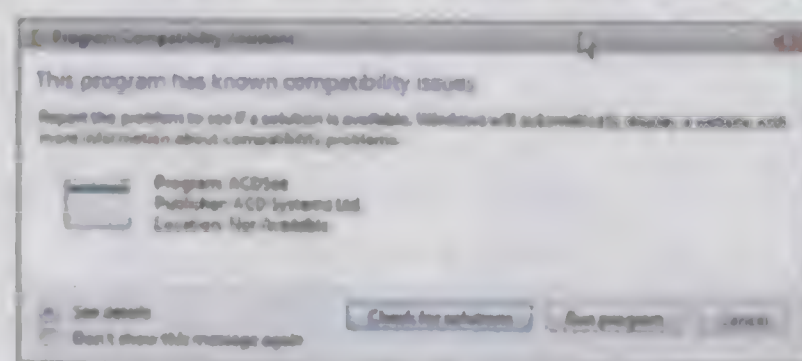 Program Compatibility Assistant
This program has known compatibility issues
Report the problem to see if a solution is available. Windows will automatically a website with
more information about compatibility problems.
Program: ACDSee
Publisher: ACD Systems Ltd.
Location: Not Available
See details
Don't show this message again
Check for solutions
Run program
Cancel